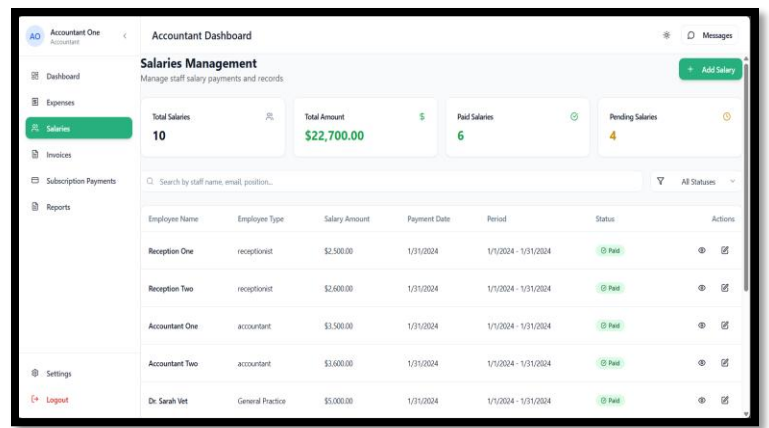 AO Accountant One
Accountant
Accountant Dashboard
Messages
Dashboard
Expenses
Salaries
Invoices
Subscription Payments
Reports
Settings
Logout
Salaries Management
Manage staff salary payments and records
+ Add Salary
Total Salaries
10
Total Amount $
$22,700.00
Paid Salaries
6
Pending Salaries
4
Search by staff name, email, position...
All Statuses
Employee Name Employee Type Salary Amount Payment Date Period Status Actions
Reception One receptionist $2,500.00 1/31/2024 1/1/2024 - 1/31/2024 Paid
Reception Two receptionist $2,600.00 1/31/2024 1/1/2024 - 1/31/2024 Paid
Accountant One accountant $3,500.00 1/31/2024 1/1/2024 - 1/31/2024 Paid
Accountant Two accountant $3,600.00 1/31/2024 1/1/2024 - 1/31/2024 Paid
Dr. Sarah Vet General Practice $5,000.00 1/31/2024 1/1/2024 - 1/31/2024 Paid